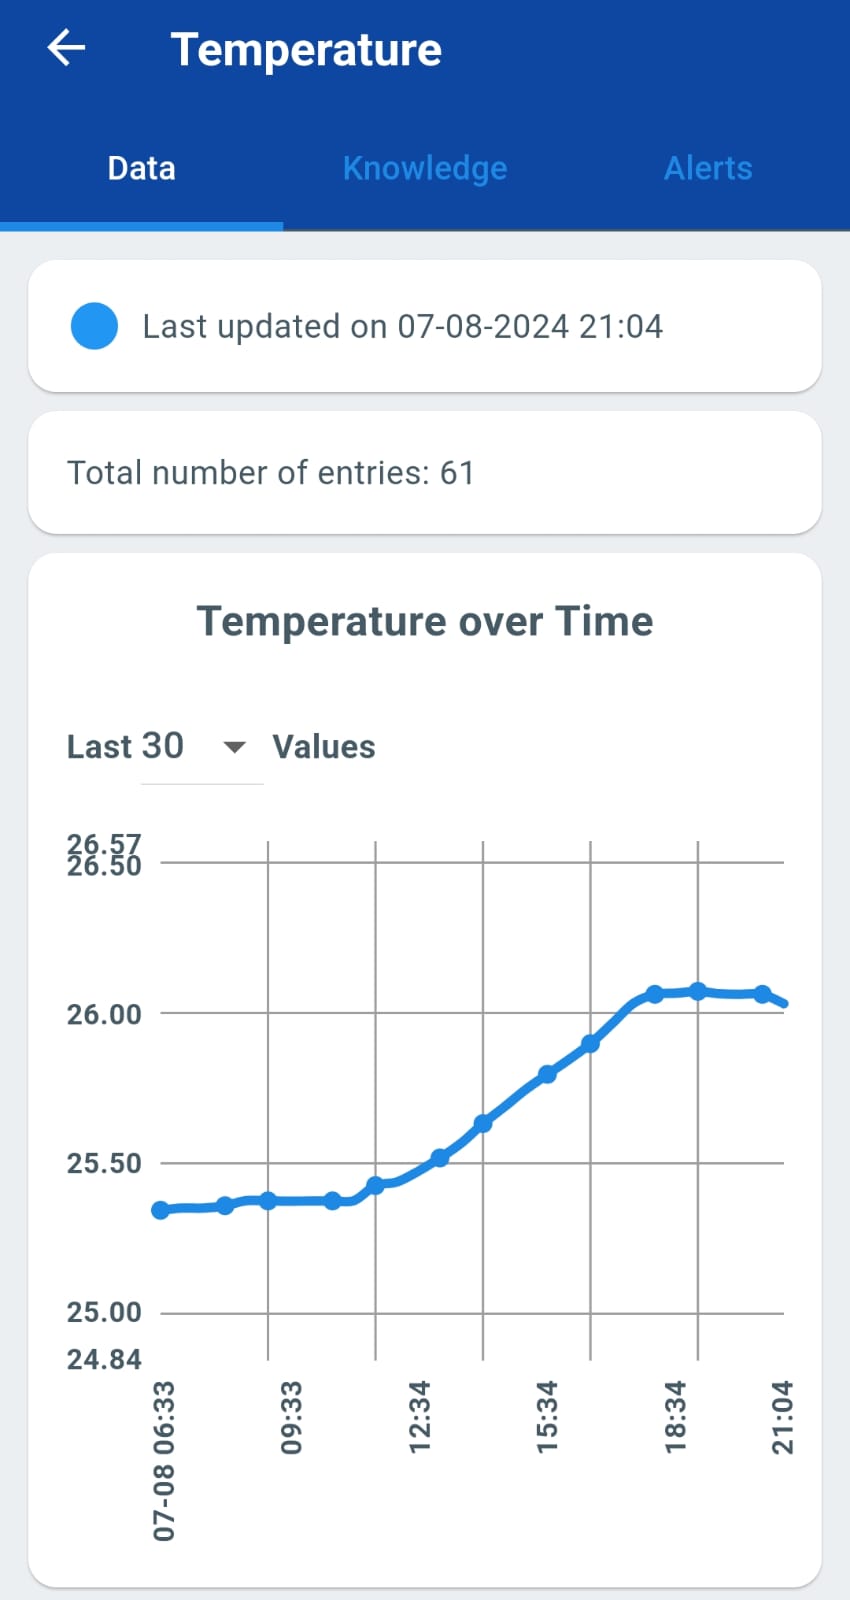 Temperature
Data Knowledge Alerts
Last updated on 07-08-2024 21:04
Total number of entries: 61
Temperature over Time
Last 30 Values
26.57
26.50
26.00
25.50
25.00
24.84
07-08 06:33
09:33
12:34
15:34
18:34
21:04